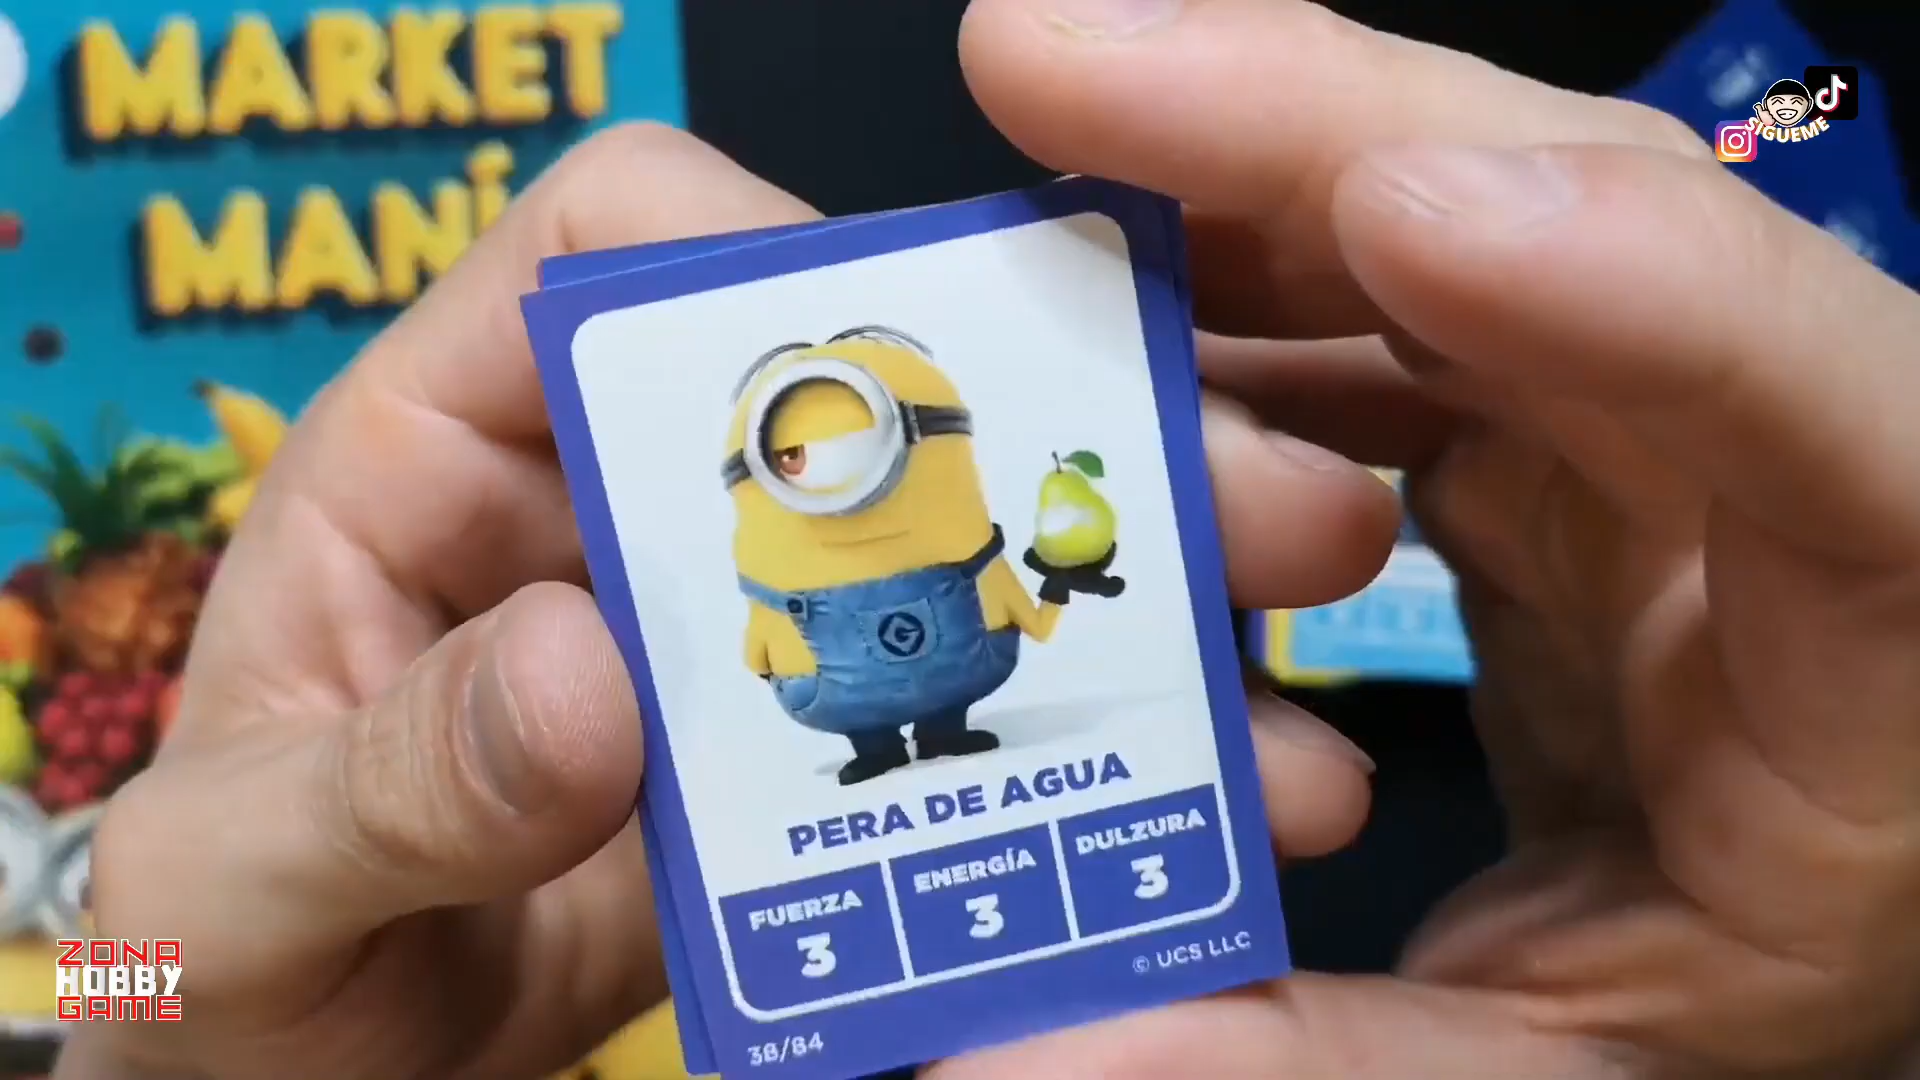 MARKET
MANÍ
SIGUEME
PERA DE AGUA
FUERZA
3
ENERGÍA
3
DULZURA
3
© UCS LLC
38/84
ZONA
HOBBY
GAME